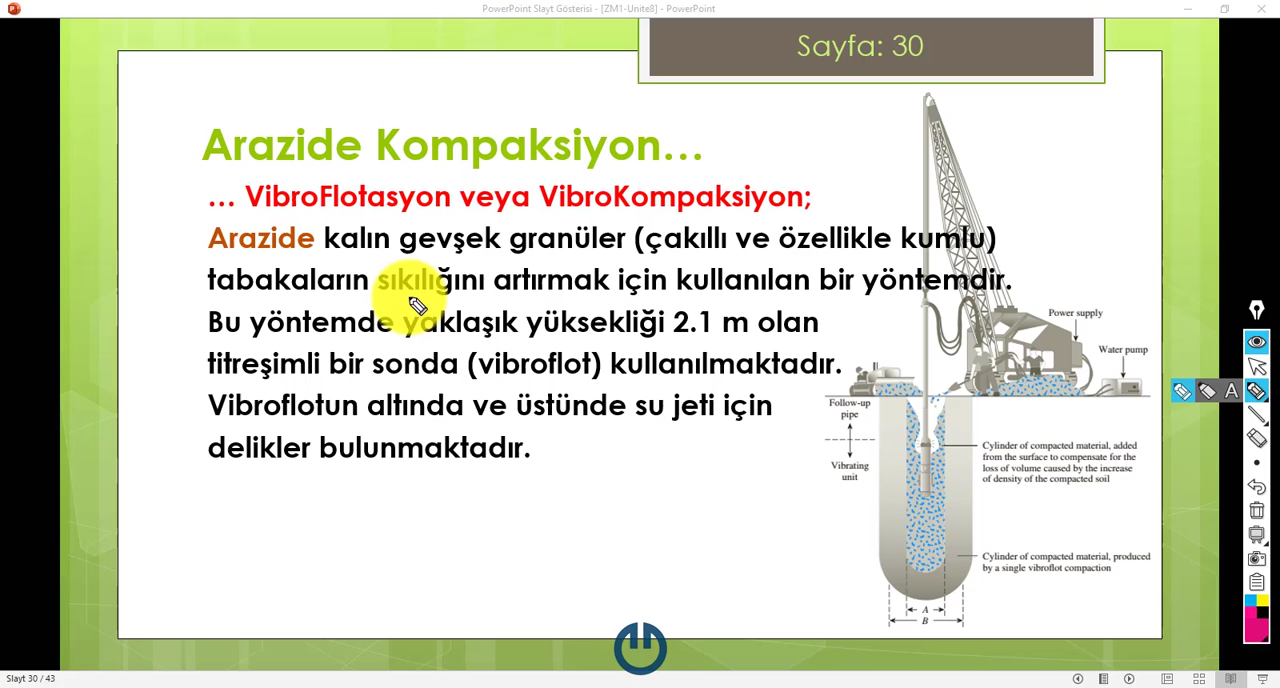 PowerPoint Slayt Gösterisi - [ZM1-Unite8] - PowerPoint
Sayfa: 30
Arazide Kompaksiyon...
... VibroFlotasyon veya VibroKompaksiyon;
Arazide kalın gevşek granüler (çakıllı ve özellikle kumlu)
tabakaların sıkılığını artırmak için kullanılan bir yöntemdir.
Bu yöntemde yaklaşık yüksekliği 2.1 m olan
titreşimli bir sonda (vibroflot) kullanılmaktadır.
Vibroflotun altında ve üstünde su jeti için
delikler bulunmaktadır.
Power supply
Water pump
Follow-up
pipe
Vibrating
unit
Cylinder of compacted material, added
from the surface to compensate for the
loss of volume caused by the increase
of density of the compacted soil
Cylinder of compacted material, produced
by a single vibroflot compaction
A
B
A
Slayt 30 / 43